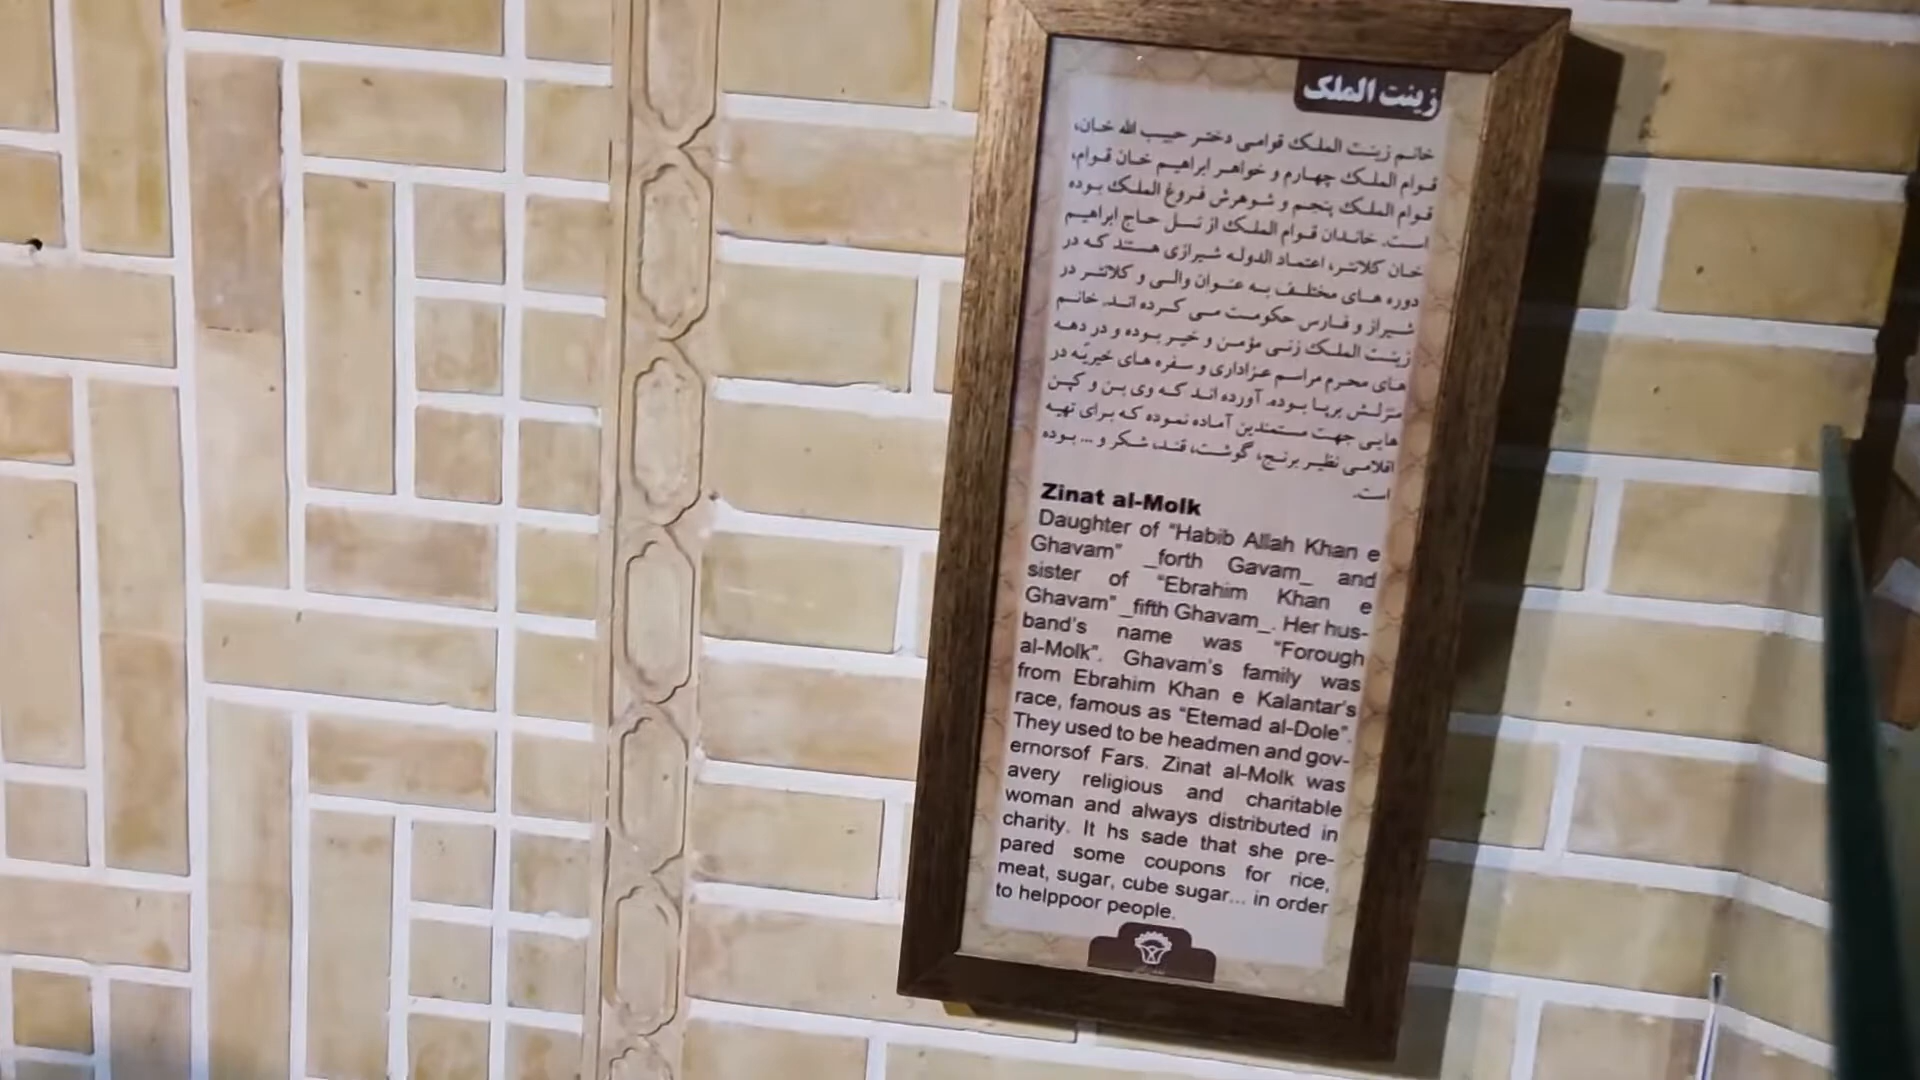 زینت الملک
خانم زینت الملک قوامی دختر حبیب الله خان،
قوام الملک چهارم و خواهر ابراهیم خان قوام،
قوام الملک پنجم و شوهرش فروغ الملک بوده
است. خاندان قوام الملک از نسل حاج ابراهیم
خان کلانتر، اعتماد الدوله شیرازی هستند که در
دوره های مختلف به عنوان والی و کلانتر در
شیراز و فارس حکومت می کرده اند. خانم
زینت الملک زنی مؤمن و خیر بوده و در دهه
های محرم مراسم عزاداری و سفره های خیریّه در
منزلش برپا بوده. آورده اند که وی بن و کپن
هایی جهت مستمندین آماده نموده که برای تهیه
اقلامی نظیر برنج، گوشت، قند، شکر و ... بوده
است.
Zinat al-Molk
Daughter of “Habib Allah Khan e
Ghavam” _forth Gavam_ and
sister of “Ebrahim Khan e
Ghavam” _fifth Ghavam_. Her hus-
band’s name was “Forough
al-Molk”. Ghavam’s family was
from Ebrahim Khan e Kalantar’s
race, famous as “Etemad al-Dole”.
They used to be headmen and gov-
ernorsof Fars. Zinat al-Molk was
avery religious and charitable
woman and always distributed in
charity. It hs sade that she pre-
pared some coupons for rice,
meat, sugar, cube sugar... in order
to helppoor people.